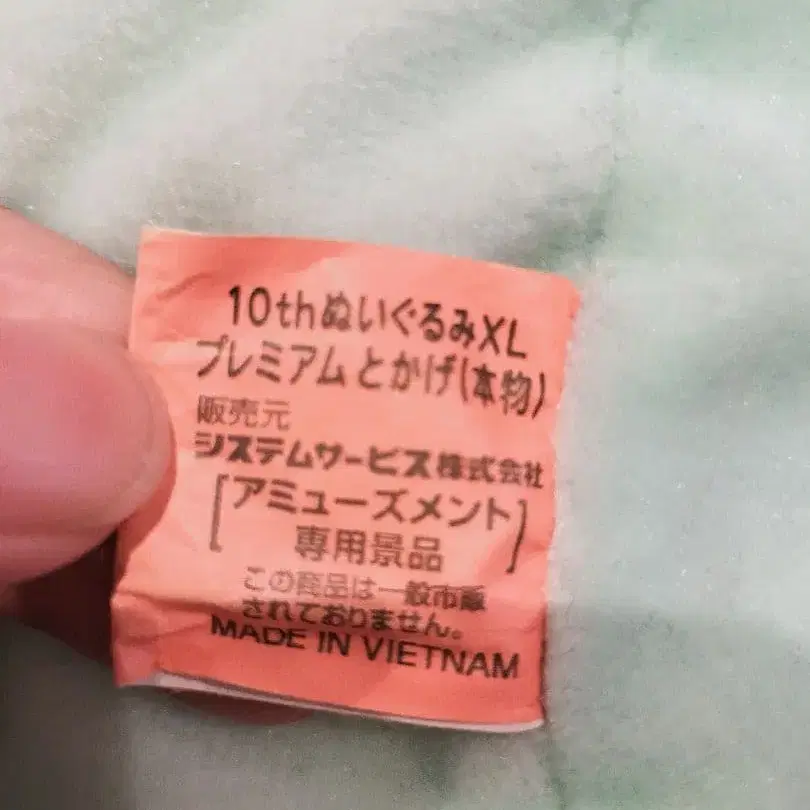 10thぬいぐるみXL
プレミアム とかげ(本物)
販売元
システムサービス株式会社
[アミューズメント
専用景品]
この商品は一般市販
されておりません。
MADE IN VIETNAM